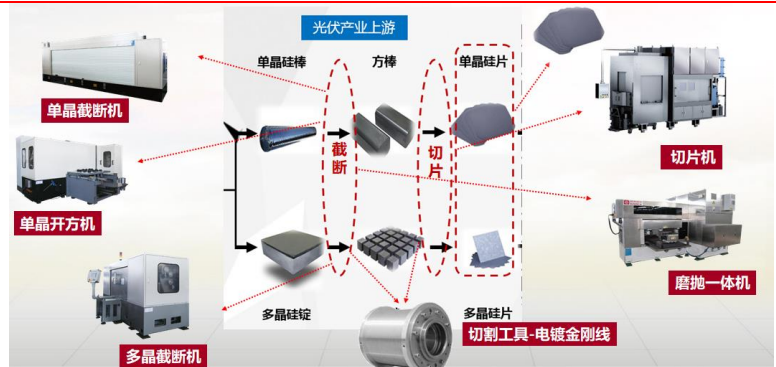 光伏产业上游
单晶硅棒
方棒
单晶硅片
单晶截断机
截断
切片
切片机
单晶开方机
磨抛一体机
多晶硅锭
多晶硅片
切割工具-电镀金刚线
多晶截断机